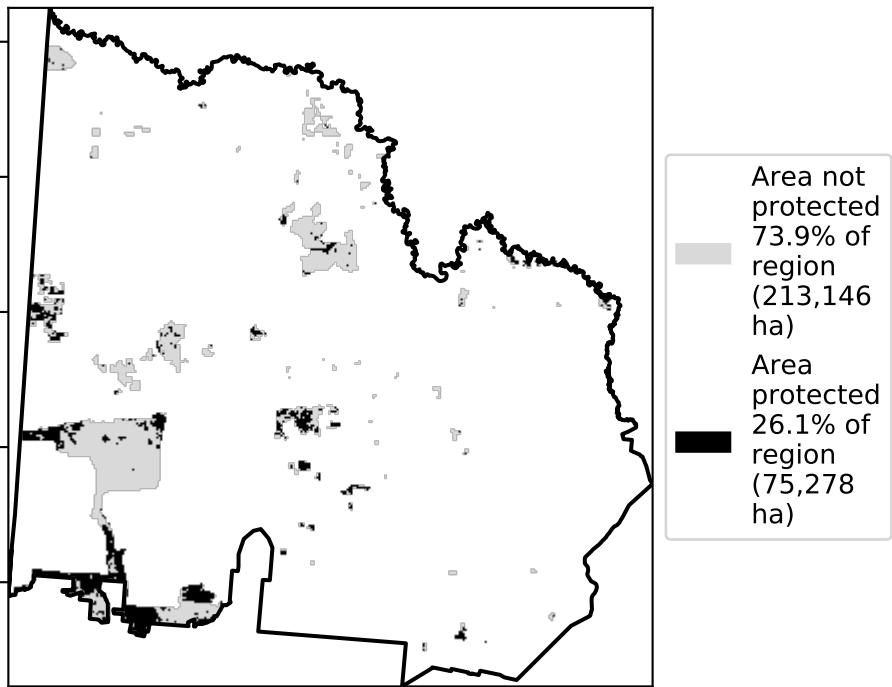 Area not
protected
73.9% of
region
(213,146
ha)
Area
protected
26.1% of
region
(75,278
ha)